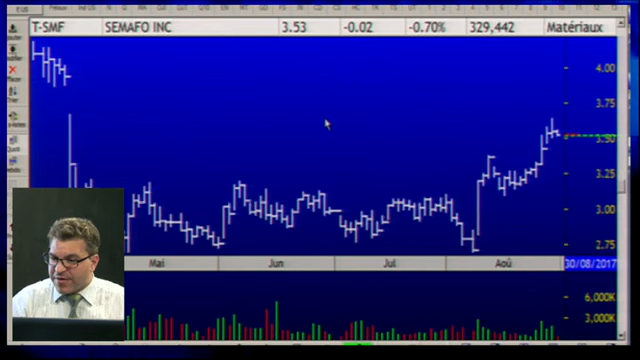 T-SMF SEMAFO INC 3.53 -0.02 -0.70% 329,442 Matériaux
4.00
3.75
3.50
3.25
3.00
2.75
Mai Jun Jul Aoû 30/08/2017
6,000K
3,000K